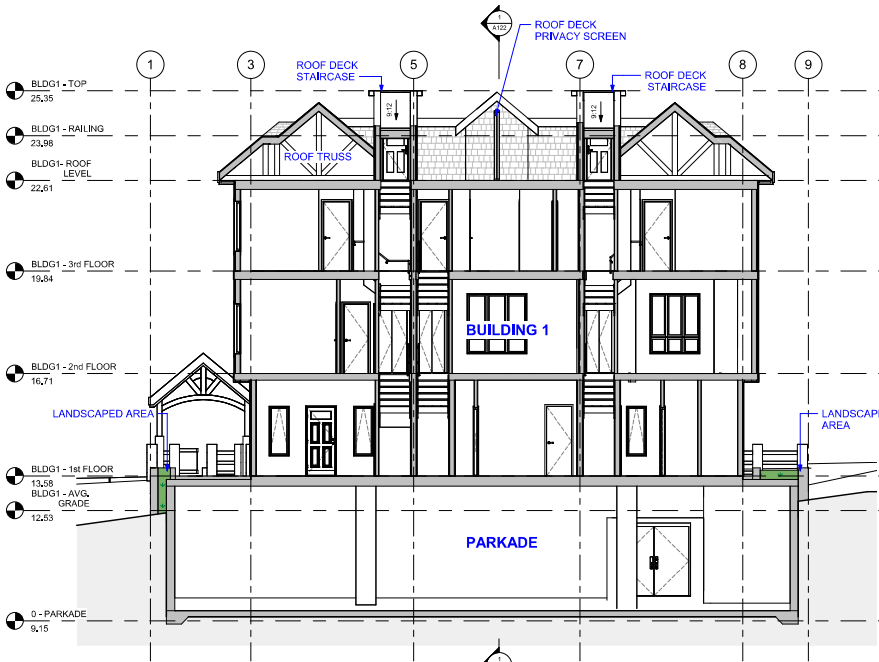 1
A122
ROOF DECK
PRIVACY SCREEN
1
3
5
7
8
9
ROOF DECK
STAIRCASE
ROOF DECK
STAIRCASE
BLDG1 - TOP
25.35
9:12
9:12
BLDG1 - RAILING
23.98
ROOF TRUSS
BLDG1- ROOF
LEVEL
22.61
BLDG1 - 3rd FLOOR
19.84
BUILDING 1
BLDG1 - 2nd FLOOR
16.71
LANDSCAPED AREA
LANDSCAPE
AREA
BLDG1 - 1st FLOOR
13.58
BLDG1 - AVG.
GRADE
12.53
PARKADE
0 - PARKADE
9.15
1